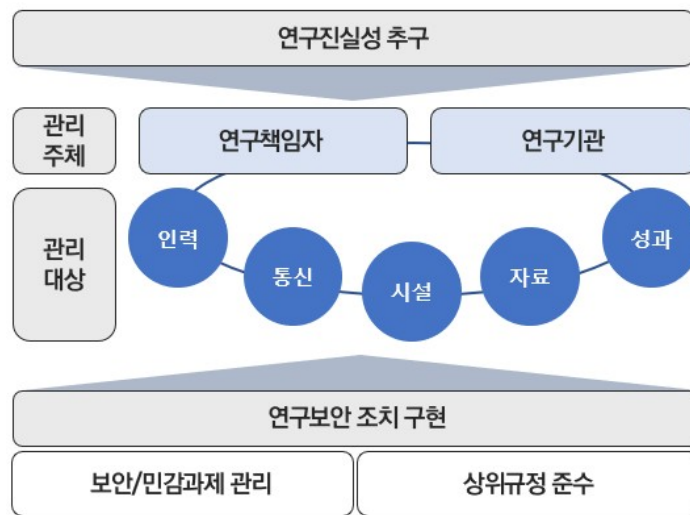 연구진실성 추구
관리
주체
연구책임자
연구기관
관리
대상
인력
통신
시설
자료
성과
연구보안 조치 구현
보안/민감과제 관리
상위규정 준수